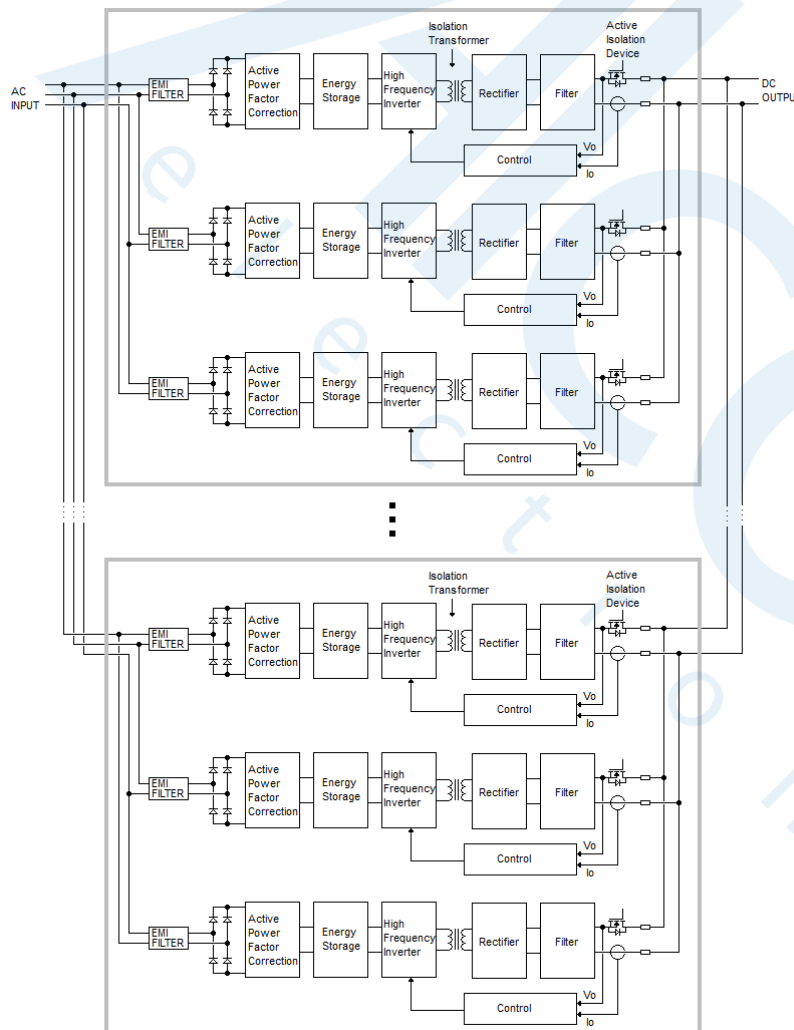 Isolation
Transformer
Active
Isolation
Device
AC
INPUT
EMI
FILTER
Active
Power
Factor
Correction
Energy
Storage
High
Frequency
Inverter
Rectifier
Filter
DC
OUTPUT
Control
Vo
Io
EMI
FILTER
Active
Power
Factor
Correction
Energy
Storage
High
Frequency
Inverter
Rectifier
Filter
Control
Vo
Io
EMI
FILTER
Active
Power
Factor
Correction
Energy
Storage
High
Frequency
Inverter
Rectifier
Filter
Control
Vo
Io
Isolation
Transformer
Active
Isolation
Device
EMI
FILTER
Active
Power
Factor
Correction
Energy
Storage
High
Frequency
Inverter
Rectifier
Filter
Control
Vo
Io
EMI
FILTER
Active
Power
Factor
Correction
Energy
Storage
High
Frequency
Inverter
Rectifier
Filter
Control
Vo
Io
EMI
FILTER
Active
Power
Factor
Correction
Energy
Storage
High
Frequency
Inverter
Rectifier
Filter
Control
Vo
Io